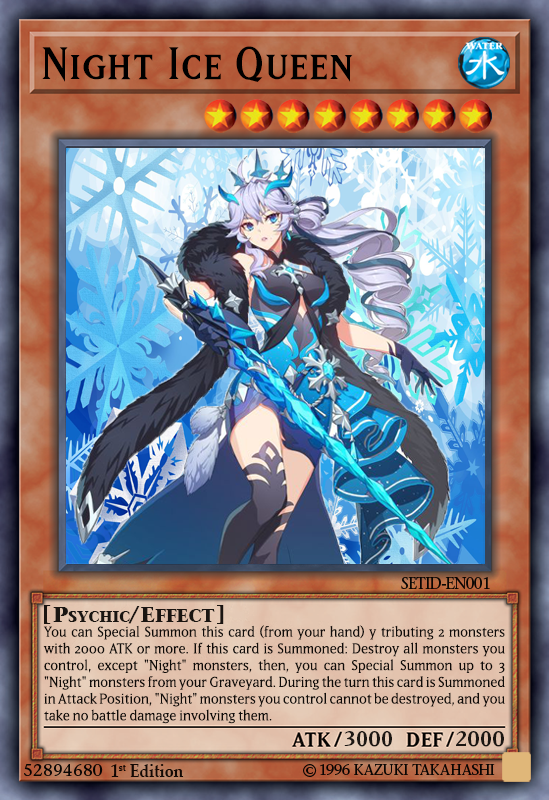 Night Ice Queen
WATER
水
SETID-EN001
[Psychic/Effect]
You can Special Summon this card (from your hand) y tributing 2 monsters
with 2000 ATK or more. If this card is Summoned: Destroy all monsters you
control, except "Night" monsters, then, you can Special Summon up to 3
"Night" monsters from your Graveyard. During the turn this card is Summoned
in Attack Position, "Night" monsters you control cannot be destroyed, and you
take no battle damage involving them.
ATK/3000 DEF/2000
52894680 1st Edition © 1996 KAZUKI TAKAHASHI